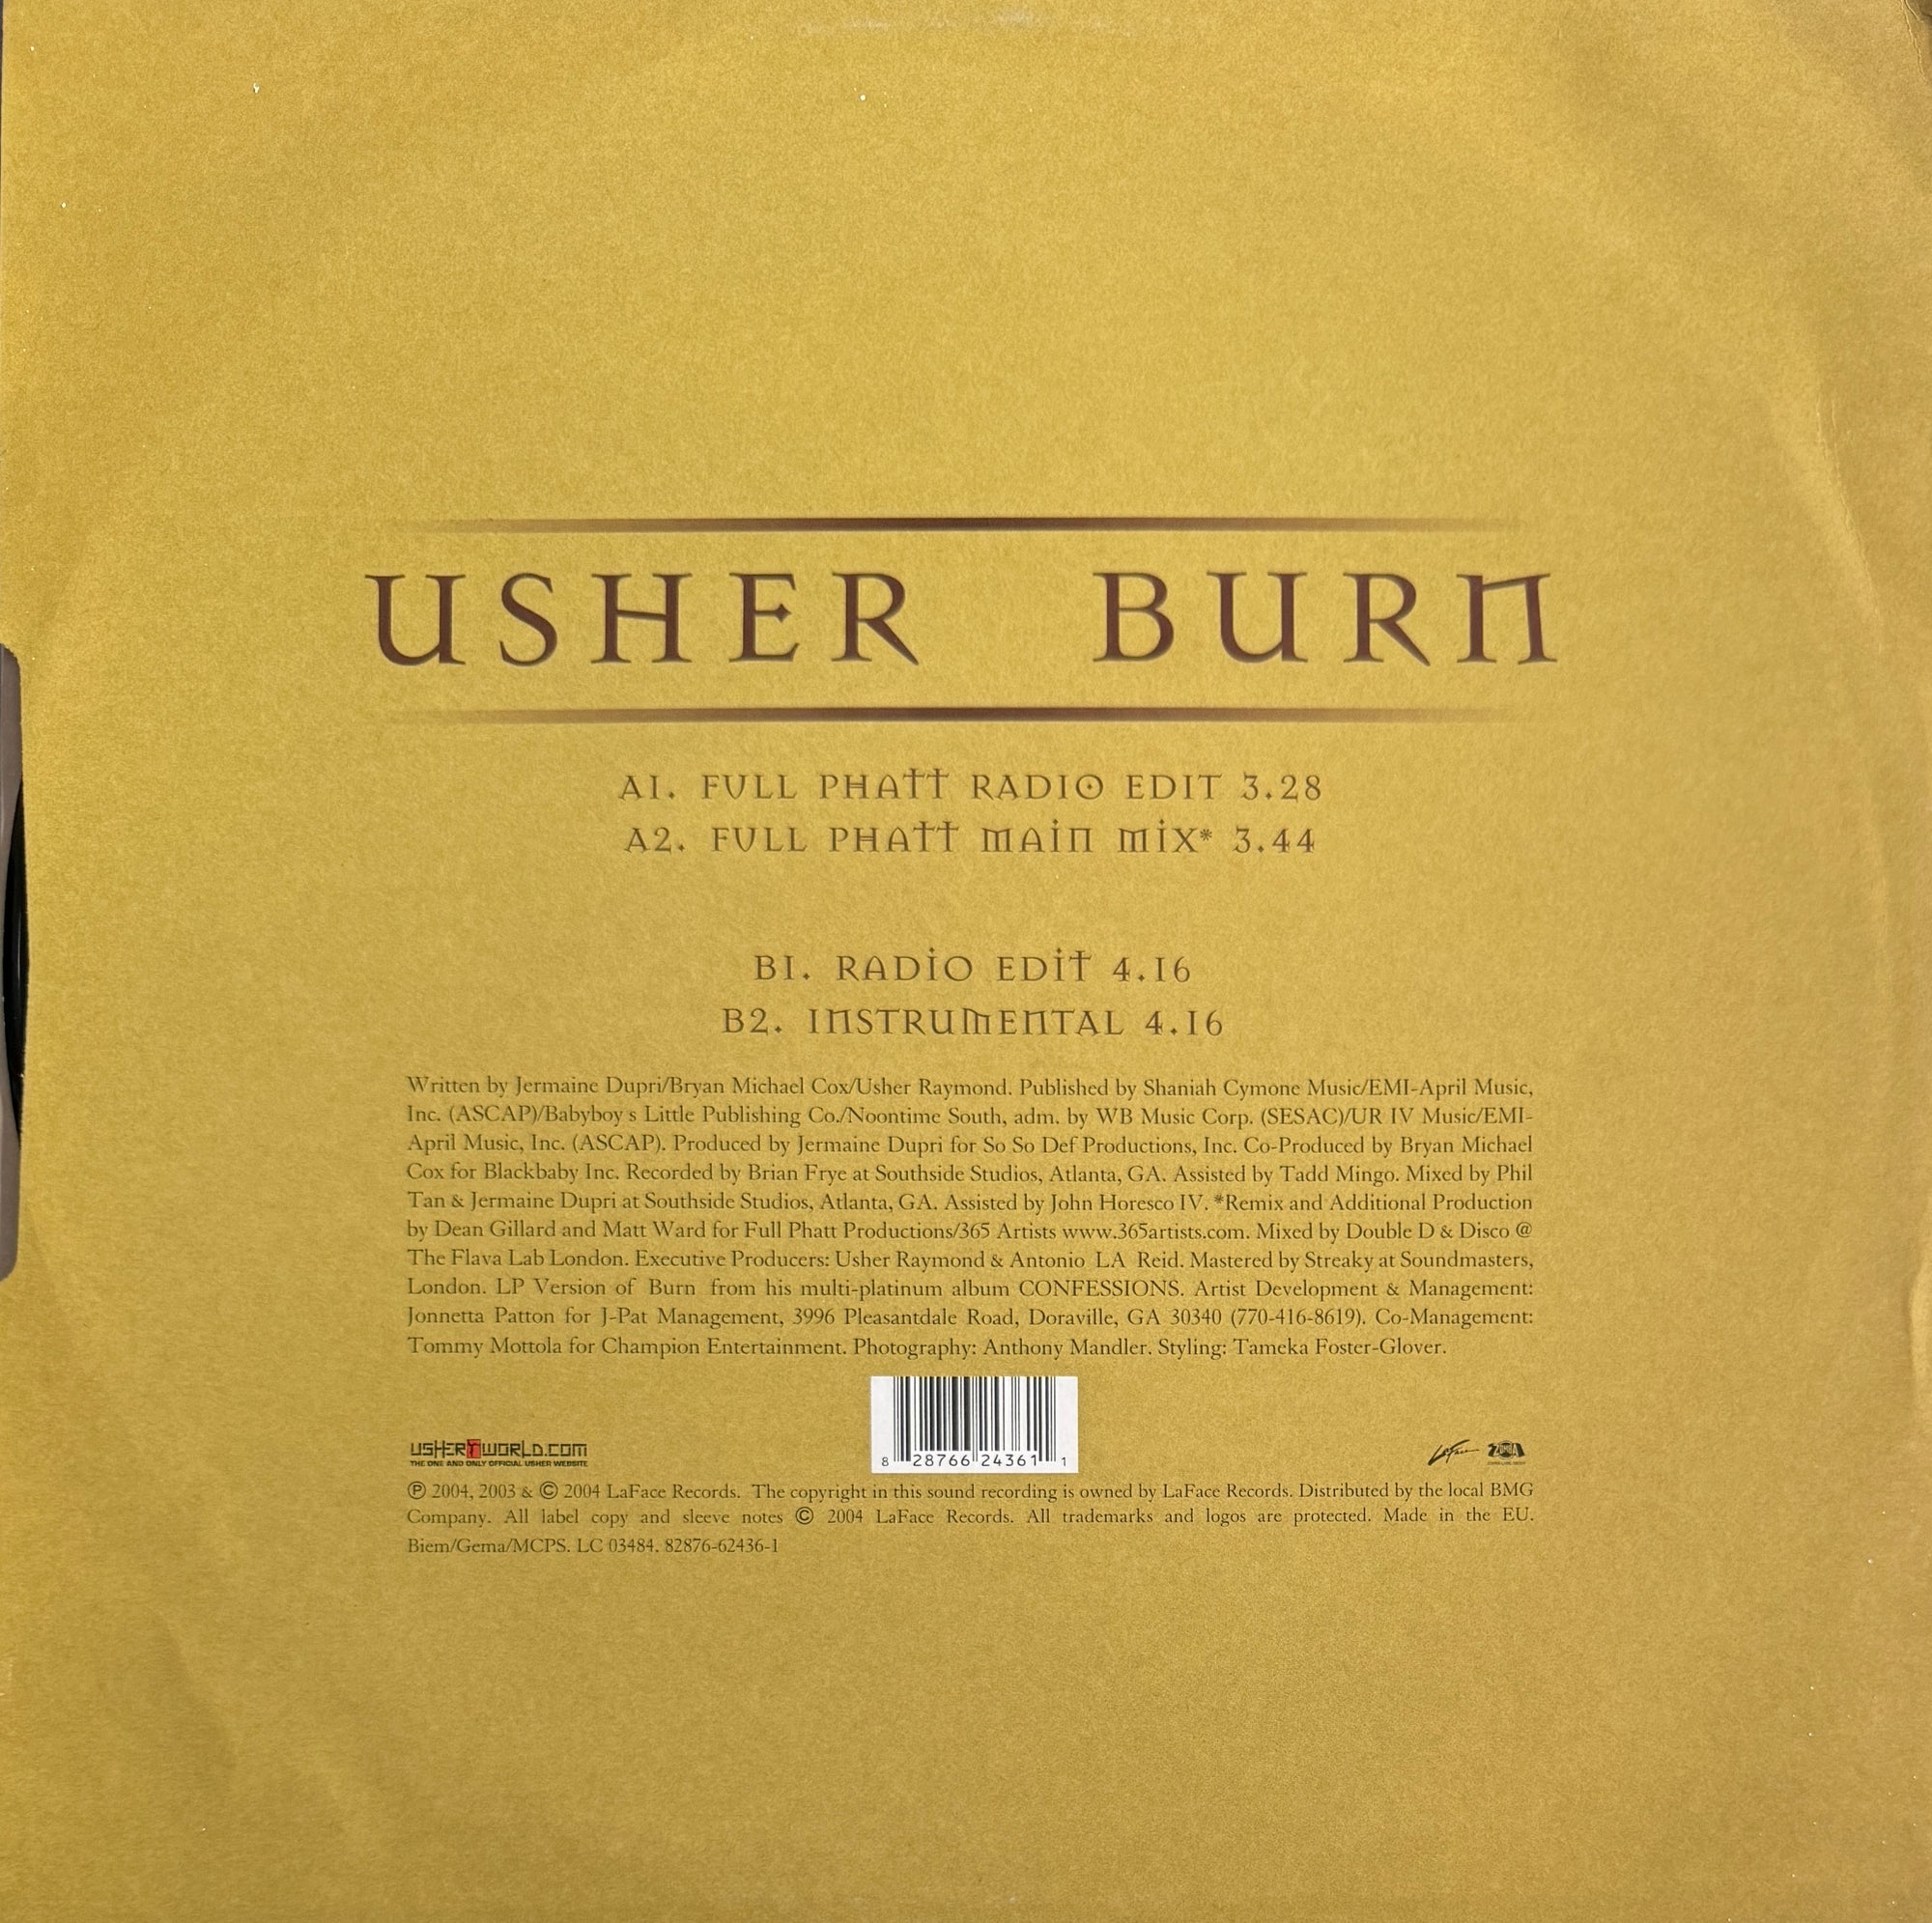 USHER BURN
A1. FULL PHATT RADIO EDIT 3.28
A2. FULL PHATT MAIN MIX* 3.44
B1. RADIO EDIT 4.16
B2. INSTRUMENTAL 4.16
Written by Jermaine Dupri/Bryan Michael Cox/Usher Raymond. Published by Shaniah Cymone Music/EMI-April Music,
Inc. (ASCAP)/Babyboy s Little Publishing Co./Noontime South, adm. by WB Music Corp. (SESAC)/UR IV Music/EMI-
April Music, Inc. (ASCAP). Produced by Jermaine Dupri for So So Def Productions, Inc. Co-Produced by Bryan Michael
Cox for Blackbaby Inc. Recorded by Brian Frye at Southside Studios, Atlanta, GA. Assisted by Tadd Mingo. Mixed by Phil
Tan & Jermaine Dupri at Southside Studios, Atlanta, GA. Assisted by John Horesco IV. *Remix and Additional Production
by Dean Gillard and Matt Ward for Full Phatt Productions/365 Artists www.365artists.com. Mixed by Double D & Disco @
The Flava Lab London. Executive Producers: Usher Raymond & Antonio LA Reid. Mastered by Streaky at Soundmasters,
London. LP Version of Burn from his multi-platinum album CONFESSIONS. Artist Development & Management:
Jonnetta Patton for J-Pat Management, 3996 Pleasantdale Road, Doraville, GA 30340 (770-416-8619). Co-Management:
Tommy Mottola for Champion Entertainment. Photography: Anthony Mandler. Styling: Tameka Foster-Glover.
USHERWORLD.COM
THE ONE AND ONLY OFFICIAL USHER WEBSITE
8 28766 24361 1
LaFace ZOMBA
℗ 2004, 2003 & © 2004 LaFace Records. The copyright in this sound recording is owned by LaFace Records. Distributed by the local BMG
Company. All label copy and sleeve notes © 2004 LaFace Records. All trademarks and logos are protected. Made in the EU.
Biem/Gema/MCPS. LC 03484. 82876-62436-1